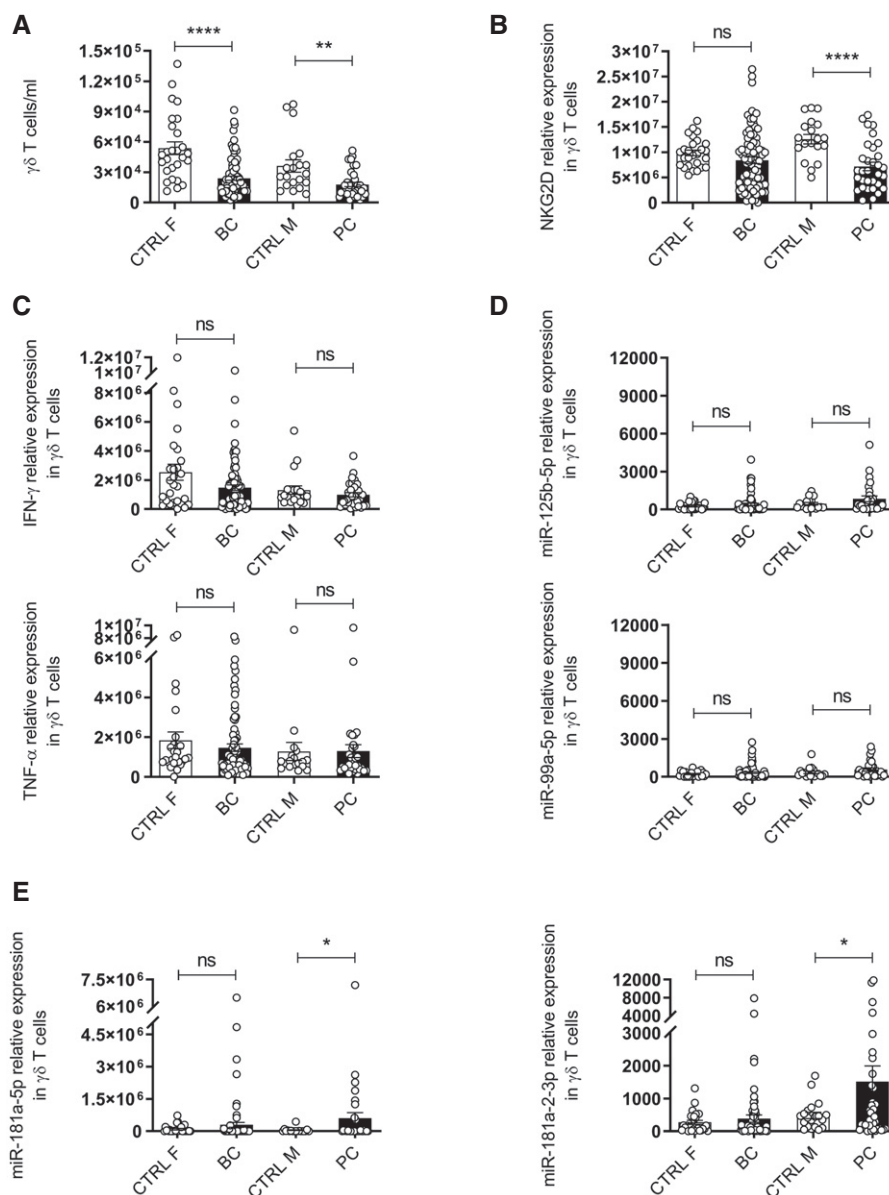 A
γδ T cells/ml
1.5×10⁵
1.2×10⁵
9×10⁴
6×10⁴
3×10⁴
0
****
**
CTRL F
BC
CTRL M
PC
B
NKG2D relative expression
in γδ T cells
3×10⁷
2.5×10⁷
2×10⁷
1.5×10⁷
1×10⁷
5×10⁶
0
ns
****
CTRL F
BC
CTRL M
PC
C
IFN-γ relative expression
in γδ T cells
1.2×10⁷
1×10⁷
8×10⁶
6×10⁶
4×10⁶
2×10⁶
0
ns
ns
CTRL F
BC
CTRL M
PC
D
miR-125b-5p relative expression
in γδ T cells
12000
9000
6000
3000
0
ns
ns
CTRL F
BC
CTRL M
PC
TNF-α relative expression
in γδ T cells
1×10⁷
8×10⁶
6×10⁶
4×10⁶
2×10⁶
0
ns
ns
CTRL F
BC
CTRL M
PC
miR-99a-5p relative expression
in γδ T cells
12000
9000
6000
3000
0
ns
ns
CTRL F
BC
CTRL M
PC
E
miR-181a-5p relative expression
in γδ T cells
7.5×10⁶
6×10⁶
4.5×10⁶
3×10⁶
1.5×10⁶
0
ns
*
CTRL F
BC
CTRL M
PC
miR-181a-2-3p relative expression
in γδ T cells
12000
8000
4000
3000
2000
1000
0
ns
*
CTRL F
BC
CTRL M
PC